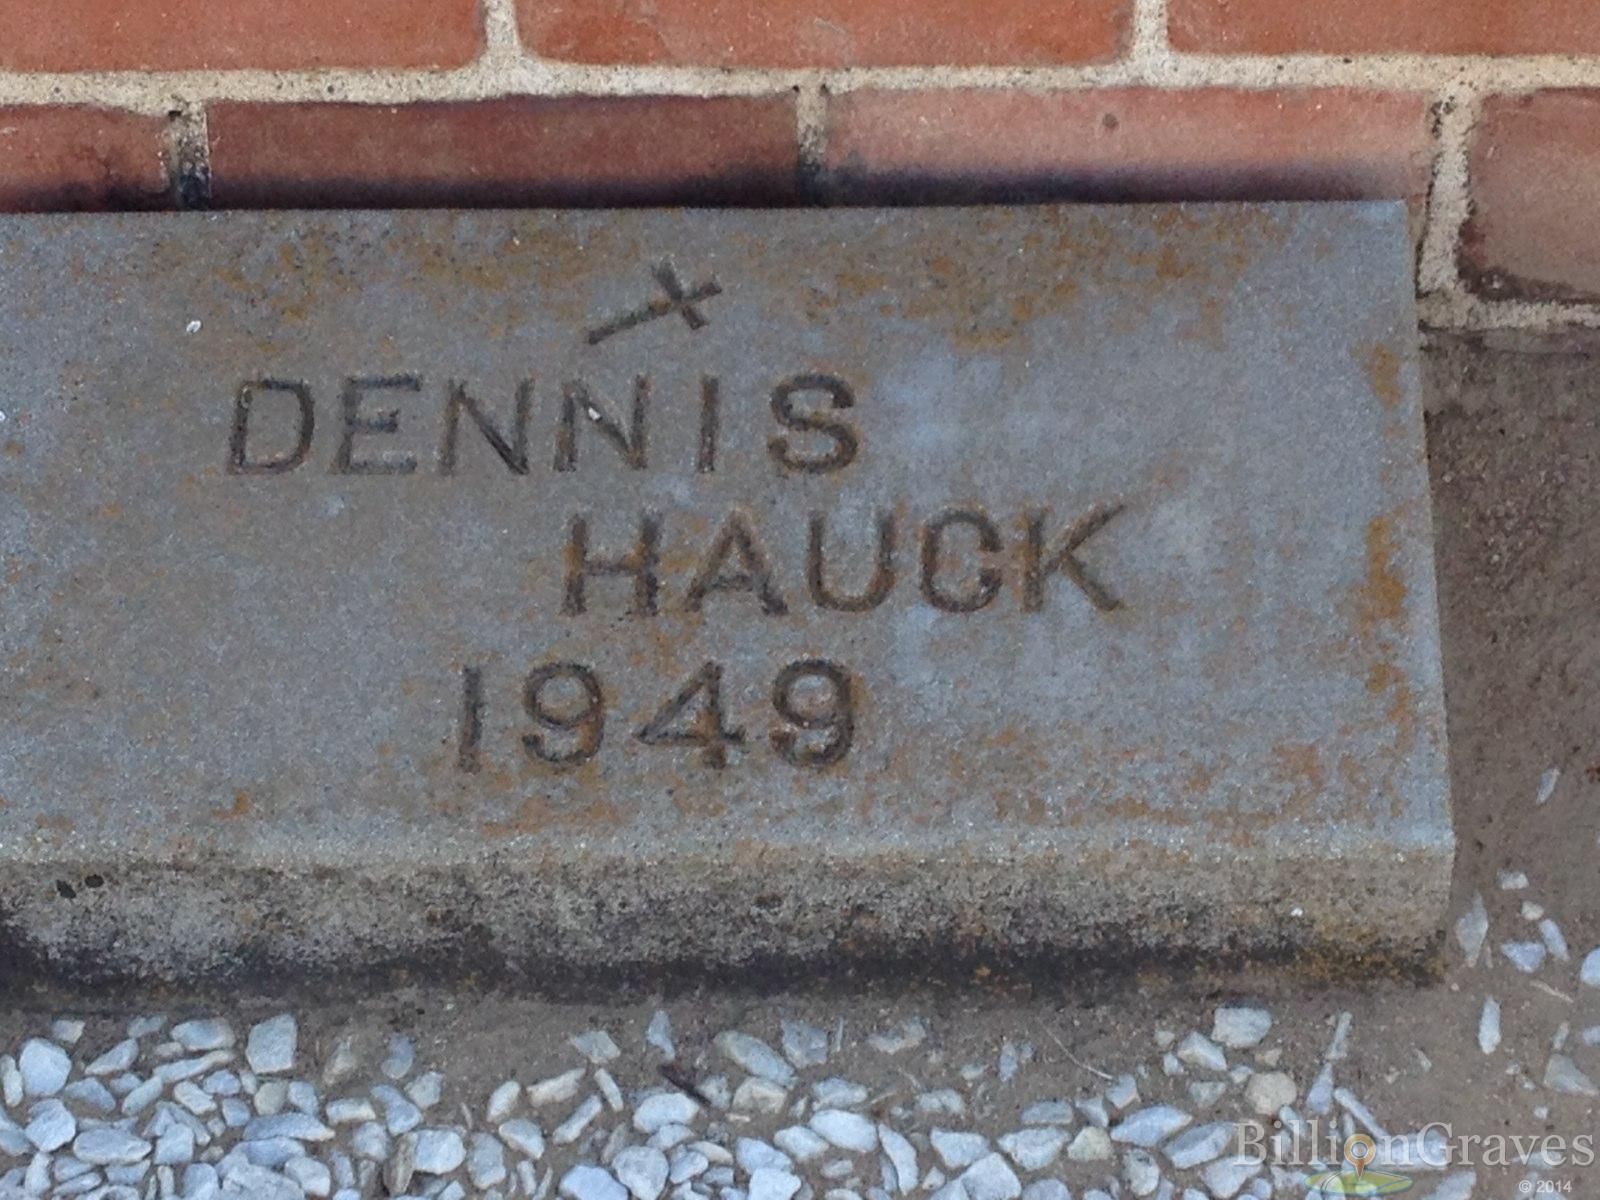 DENNIS
HAUCK
1949
BillionGraves
© 2014